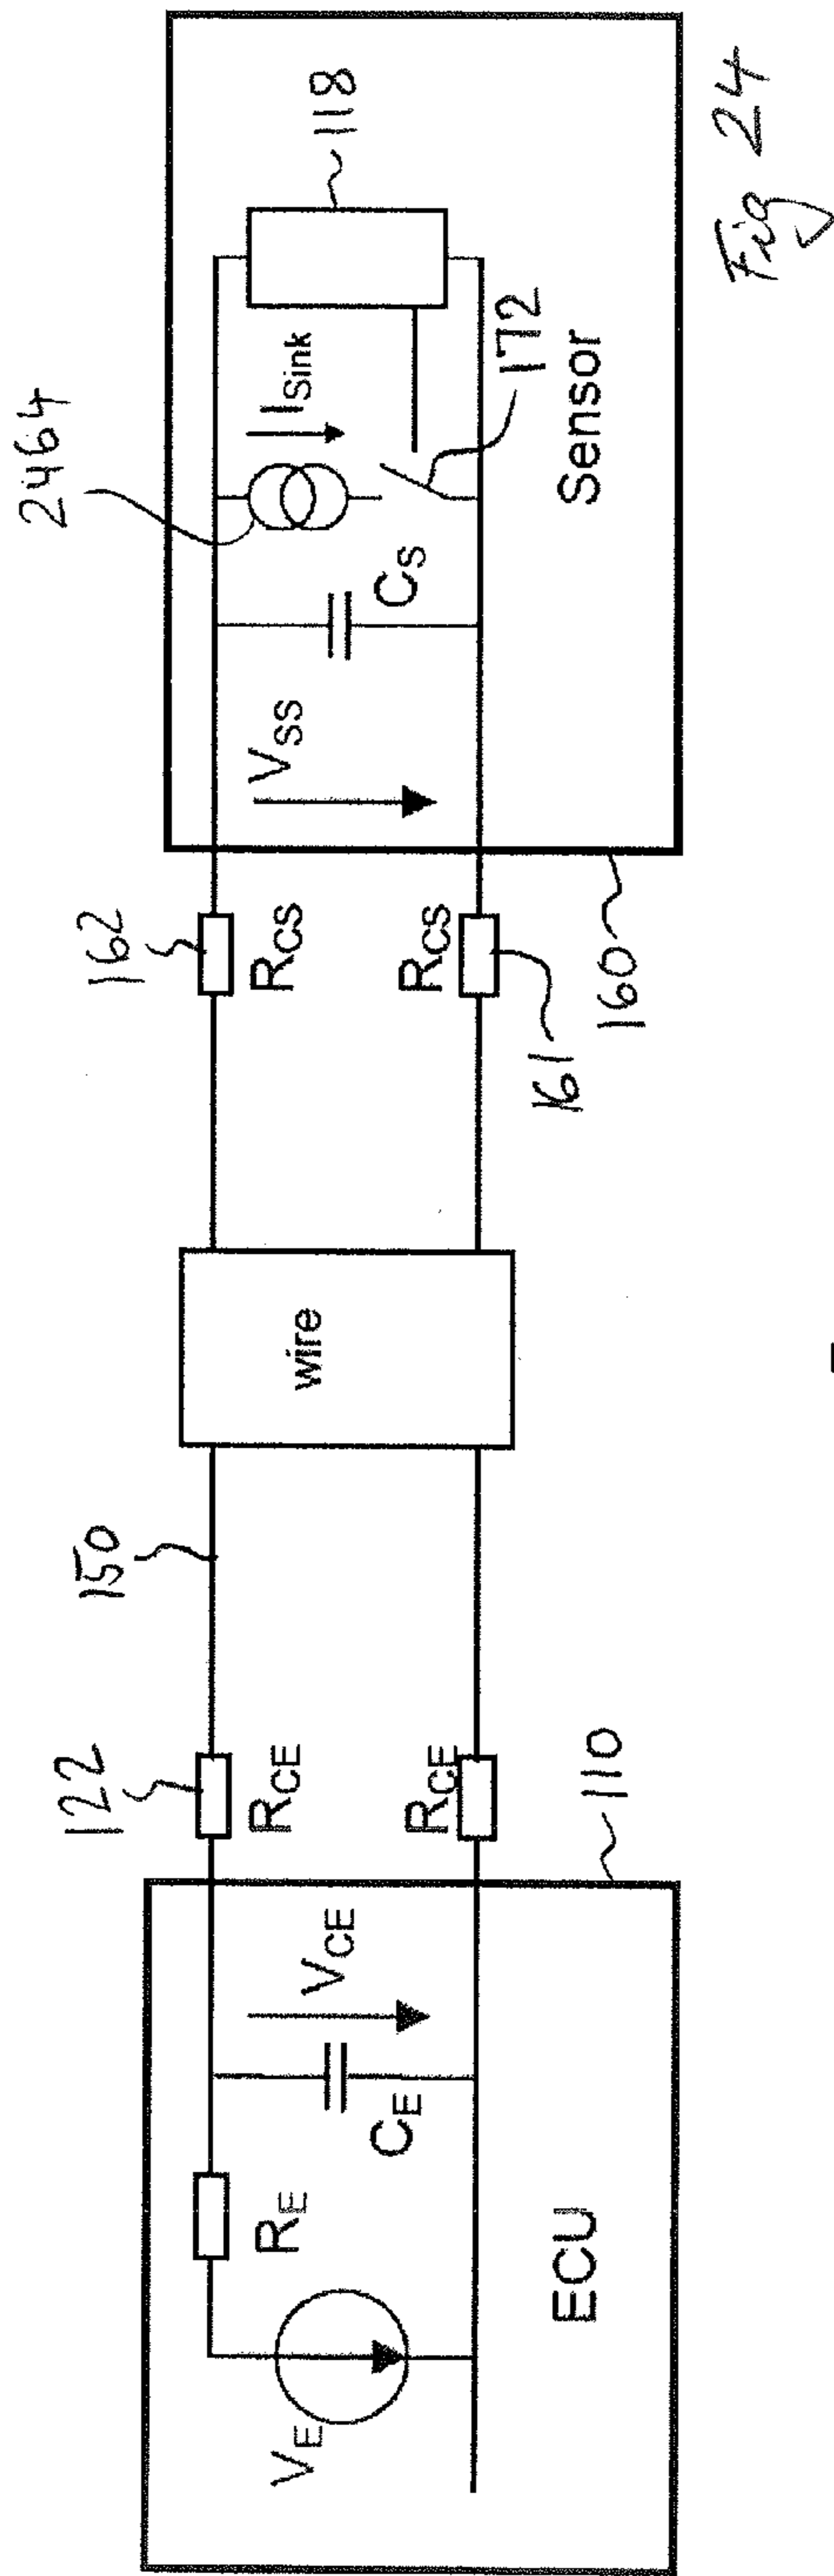 V_E
R_E
C_E
V_CE
ECU
110
122
R_CE
R_CE
150
wire
162
R_CS
R_CS
161
160
V_SS
C_S
2464
I_Sink
172
118
Sensor
Fig 24